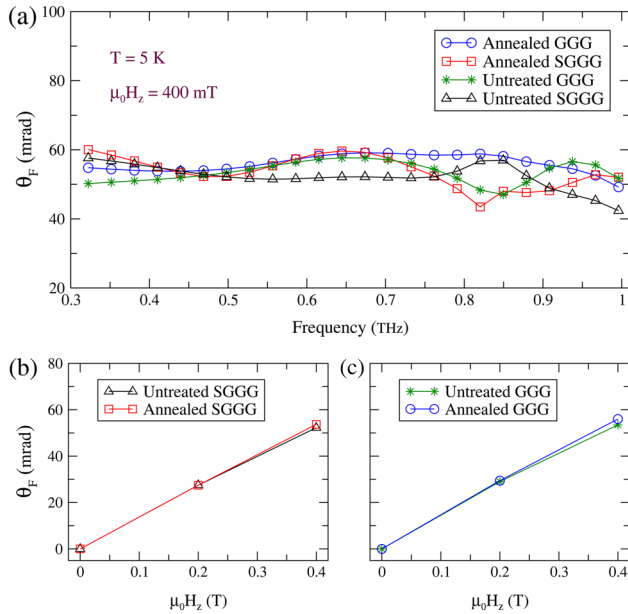 (a)
100
80
60
40
20
θF (mrad)
T = 5 K
μ0Hz = 400 mT
Annealed GGG
Annealed SGGG
Untreated GGG
Untreated SGGG
0.3 0.4 0.5 0.6 0.7 0.8 0.9 1
Frequency (THz)
(b)
80
60
40
20
0
θF (mrad)
Untreated SGGG
Annealed SGGG
0 0.1 0.2 0.3 0.4
μ0Hz (T)
(c)
Untreated GGG
Annealed GGG
0 0.1 0.2 0.3 0.4
μ0Hz (T)